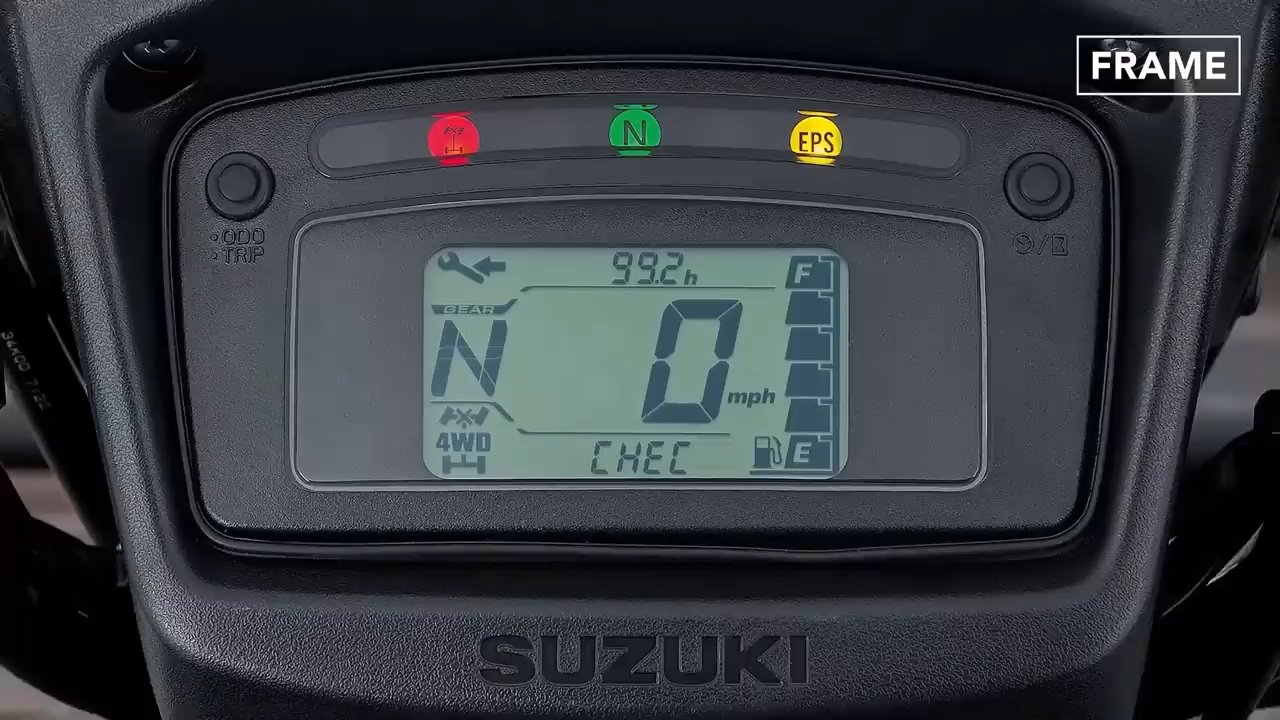 FRAME
N
EPS
ODO
TRIP
99.2h
F
GEAR
N
0 mph
4WD
CHEC
E
SUZUKI